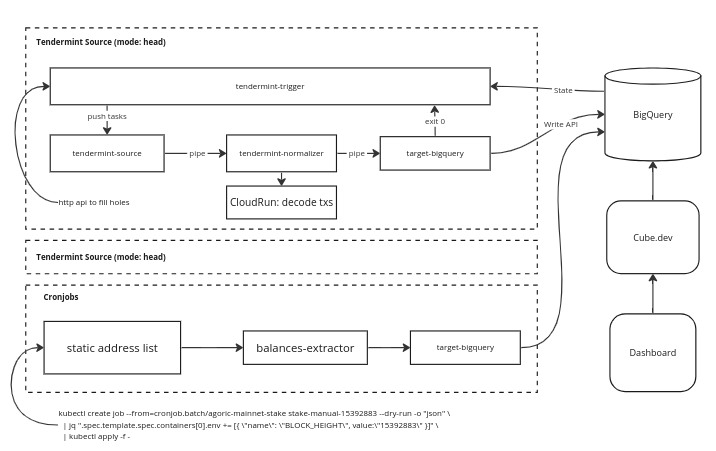 Tendermint Source (mode: head)
tendermint-trigger
State
BigQuery
push tasks
exit 0
Write API
tendermint-source
pipe
tendermint-normalizer
pipe
target-bigquery
http api to fill holes
CloudRun: decode txs
Cube.dev
Tendermint Source (mode: head)
Cronjobs
static address list
balances-extractor
target-bigquery
Dashboard
kubectl create job --from=cronjob.batch/agoric-mainnet-stake stake-manual-15392883 --dry-run -o "json" \
| jq ".spec.template.spec.containers[0].env += [{ \"name\": \"BLOCK_HEIGHT\", value:\"15392883\" }]" \
| kubectl apply -f -